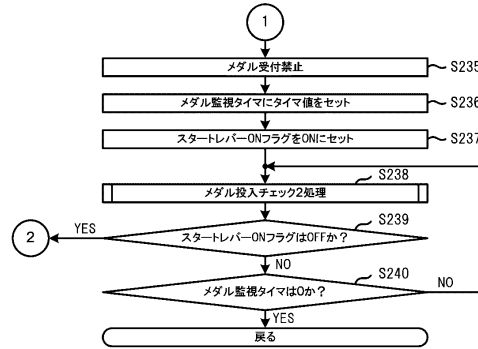 1
メダル受付禁止
S235
メダル監視タイマにタイマ値をセット
S236
スタートレバーONフラグをONにセット
S237
S238
メダル投入チェック2処理
S239
2
YES
スタートレバーONフラグはOFFか?
NO
S240
メダル監視タイマは0か?
NO
YES
戻る